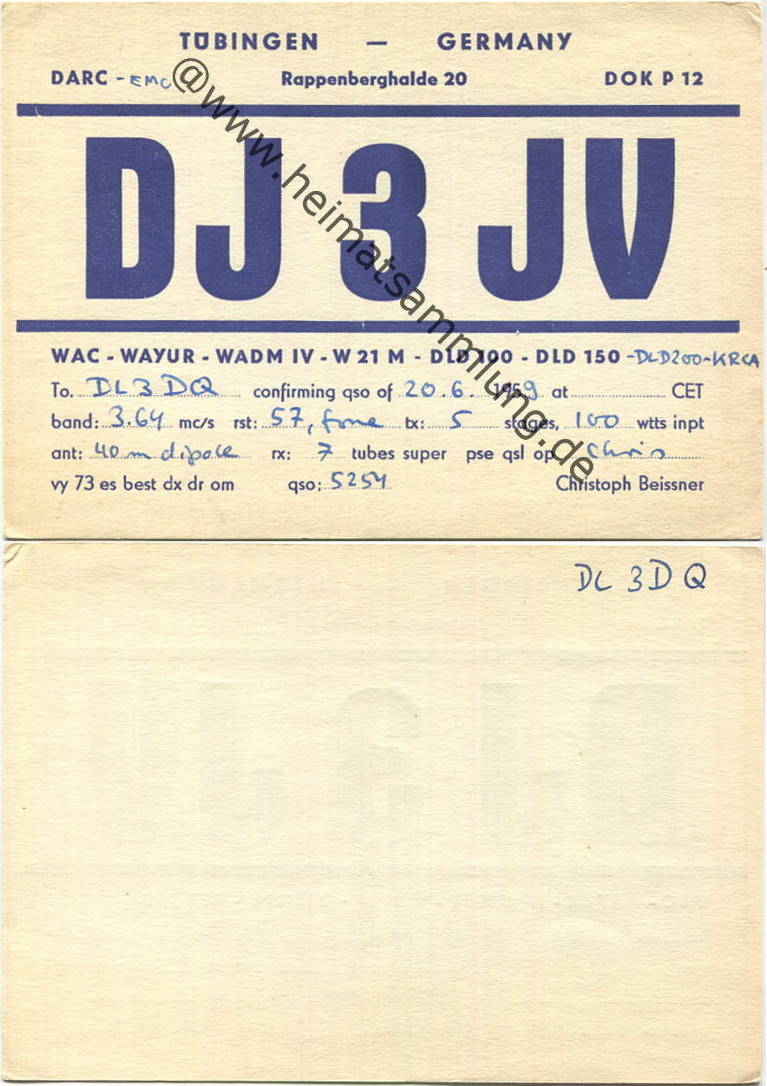 TÜBINGEN — GERMANY
DARC - EMC Rappenberghalde 20 DOK P 12
DJ 3 JV
WAC - WAYUR - WADM IV - W 21 M - DLD 100 - DLD 150 - DLD200 - KRCA
To. DL3DQ confirming qso of 20.6. 1959 at CET
band: 3.64 mc/s rst: 57, fone tx: 5 stages, 100 wtts inpt
ant: 40 m dipole rx: 7 tubes super pse qsl op. Chris
vy 73 es best dx dr om qso: 5254 Christoph Beissner
@www.heimatsammlung.de
DL 3DQ